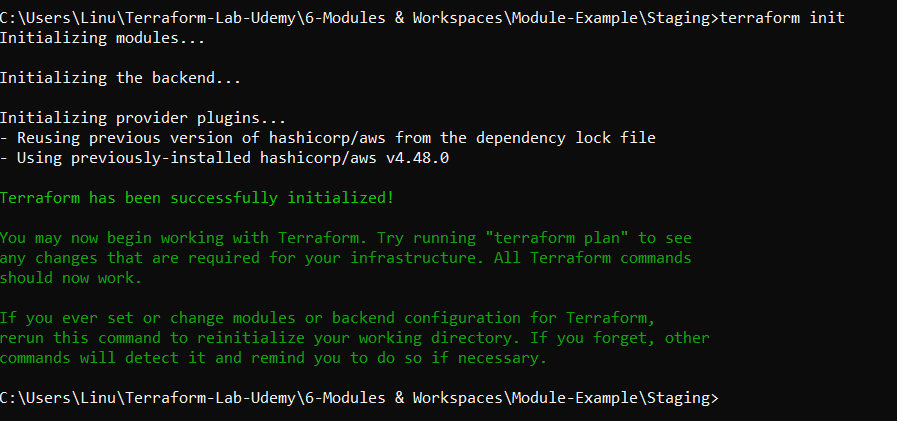 C:\Users\Linu\Terraform-Lab-Udemy\6-Modules & Workspaces\Module-Example\Staging>terraform init
Initializing modules...
Initializing the backend...
Initializing provider plugins...
- Reusing previous version of hashicorp/aws from the dependency lock file
- Using previously-installed hashicorp/aws v4.48.0
Terraform has been successfully initialized!
You may now begin working with Terraform. Try running "terraform plan" to see
any changes that are required for your infrastructure. All Terraform commands
should now work.
If you ever set or change modules or backend configuration for Terraform,
rerun this command to reinitialize your working directory. If you forget, other
commands will detect it and remind you to do so if necessary.
C:\Users\Linu\Terraform-Lab-Udemy\6-Modules & Workspaces\Module-Example\Staging>